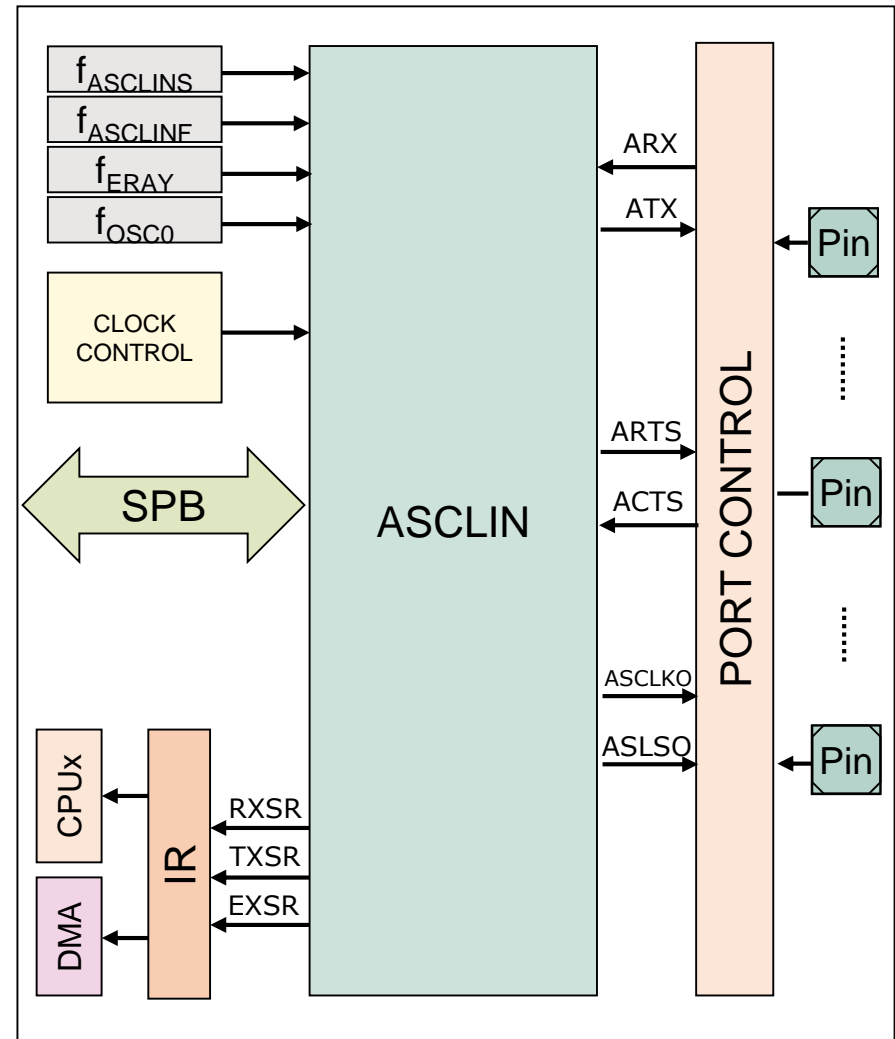 fASCLINS
fASCLINF
fERAY
fOSC0
CLOCK
CONTROL
SPB
ASCLIN
ARX
ATX
ARTS
ACTS
ASCLKO
ASLSO
PORT CONTROL
Pin
Pin
Pin
CPUx
DMA
IR
RXSR
TXSR
EXSR